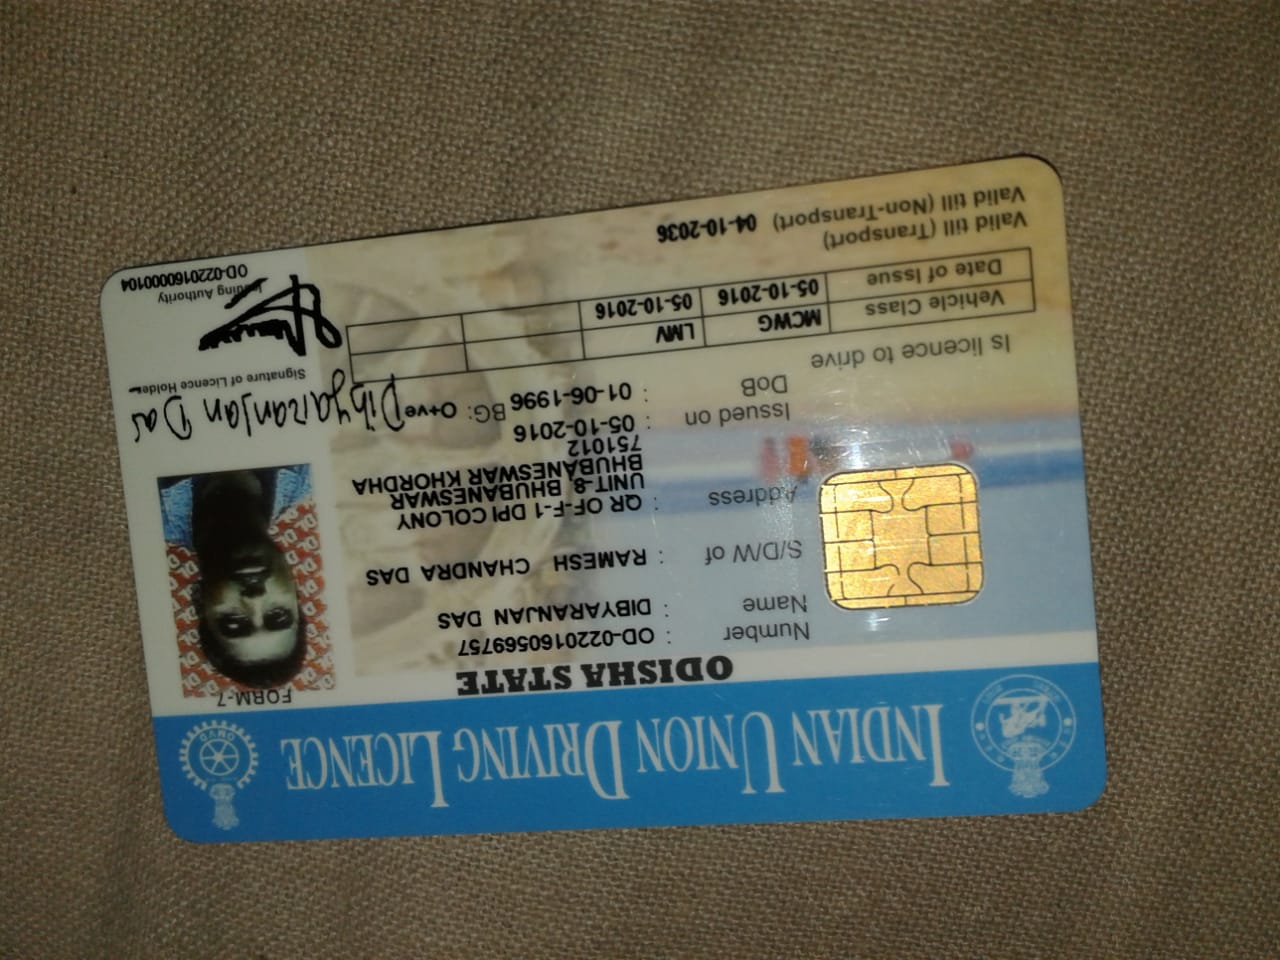 INDIAN UNION DRIVING LICENCE
ODISHA STATE
FORM-7
Number : OD-0220160569757
Name : DIBYARANJAN DAS
S/D/W of : RAMESH CHANDRA DAS
Address : QR OF-F-1 DPI COLONY
UNIT-8 BHUBANESWAR
BHUBANESWAR KHORDHA
751012
Issued on : 05-10-2016
DoB : 01-06-1996 BG: O+ve
Dibyaranjan Das
Signature of Licence Holder
Is licence to drive
Vehicle Class MCWG LMV
Date of Issue 05-10-2016 05-10-2016
Valid till (Transport)
Valid till (Non-Transport) 04-10-2036
Issuing Authority
OD-0220160000104